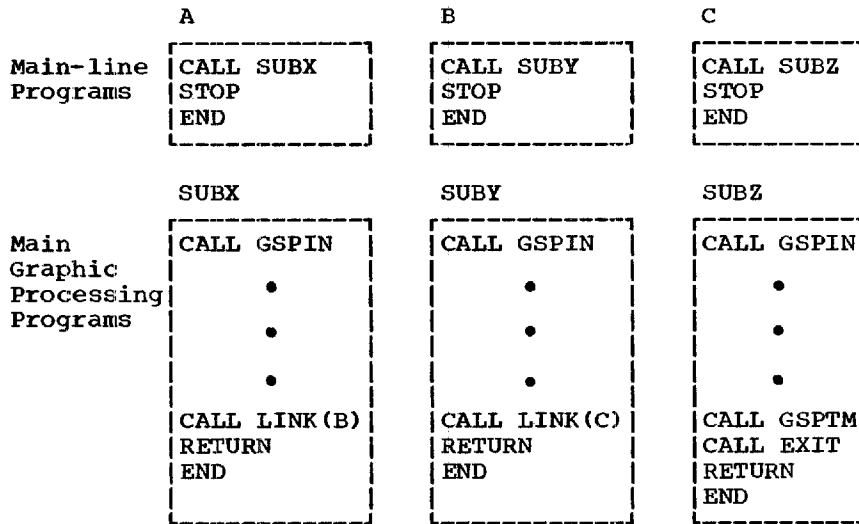 A B C
Main-line Programs
CALL SUBX
STOP
END
CALL SUBY
STOP
END
CALL SUBZ
STOP
END
SUBX SUBY SUBZ
Main
Graphic
Processing
Programs
CALL GSPIN
•
•
•
CALL LINK(B)
RETURN
END
CALL GSPIN
•
•
•
CALL LINK(C)
RETURN
END
CALL GSPIN
•
•
•
CALL GSPTM
CALL EXIT
RETURN
END